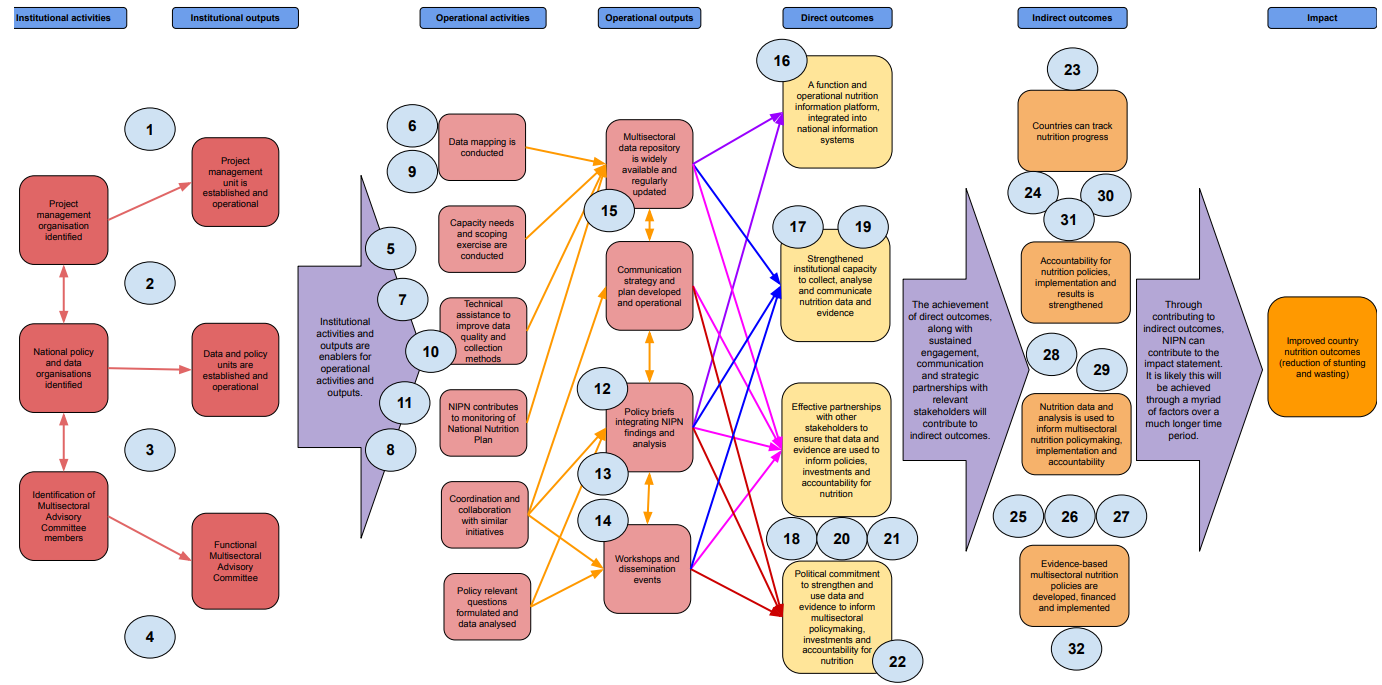 Institutional activities
Institutional outputs
Operational activities
Operational outputs
Direct outcomes
Indirect outcomes
Impact
1
2
3
4
Project
management
organisation
identified
National policy
and data
organisations
identified
Identification of
Multisectoral
Advisory
Committee
members
Project
management
unit is
established and
operational
Data and policy
units are
established and
operational
Functional
Multisectoral
Advisory
Committee
Institutional
activities and
outputs are
enablers for
operational
activities and
outputs.
5
7
10
11
8
6
9
Data mapping is
conducted
Capacity needs
and scoping
exercise are
conducted
Technical
assistance to
improve data
quality and
collection
methods
NIPN contributes
to monitoring of
National Nutrition
Plan
Coordination and
collaboration
with similar
initiatives
Policy relevant
questions
formulated and
data analysed
Multisectoral
data repository
is widely
available and
regularly
updated
15
Communication
strategy and
plan developed
and operational
12
Policy briefs
integrating NIPN
findings and
analysis
13
14
Workshops and
dissemination
events
16
A function and
operational nutrition
information platform,
integrated into
national information
systems
17
19
Strengthened
institutional capacity
to collect, analyse
and communicate
nutrition data and
evidence
Effective partnerships
with other
stakeholders to
ensure that data and
evidence are used to
inform policies,
investments and
accountability for
nutrition
18
20
21
Political commitment
to strengthen and
use data and
evidence to inform
multisectoral
policymaking,
investments and
accountability for
nutrition
22
The achievement
of direct outcomes,
along with
sustained
engagement,
communication
and strategic
partnerships with
relevant
stakeholders will
contribute to
indirect outcomes.
23
Countries can track
nutrition progress
24
31
30
Accountability for
nutrition policies,
implementation and
results is
strengthened
28
29
Nutrition data and
analysis is used to
inform multisectoral
nutrition policymaking,
implementation and
accountability
25
26
27
Evidence-based
multisectoral nutrition
policies are
developed, financed
and implemented
32
Through
contributing to
indirect outcomes,
NIPN can
contribute to the
impact statement.
It is likely this will
be achieved
through a myriad
of factors over a
much longer time
period.
Improved country
nutrition outcomes
(reduction of stunting
and wasting)